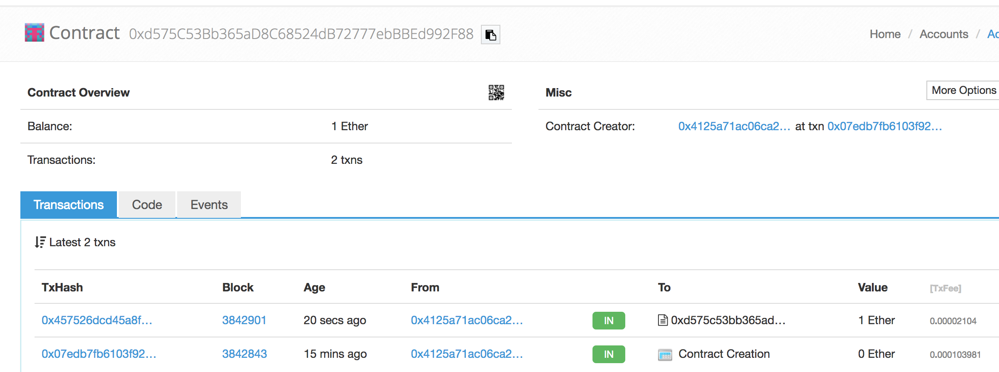 Contract 0xd575C53Bb365aD8C68524dB72777ebBBEd992F88
Home / Accounts /
Contract Overview
Misc
More Options
Balance: 1 Ether
Contract Creator: 0x4125a71ac06ca2... at txn 0x07edb7fb6103f92...
Transactions: 2 txns
Transactions Code Events
Latest 2 txns
TxHash Block Age From To Value [TxFee]
0x457526dcd45a8f... 3842901 20 secs ago 0x4125a71ac06ca2... IN 0xd575c53bb365ad... 1 Ether 0.00002104
0x07edb7fb6103f92... 3842843 15 mins ago 0x4125a71ac06ca2... IN Contract Creation 0 Ether 0.000103981